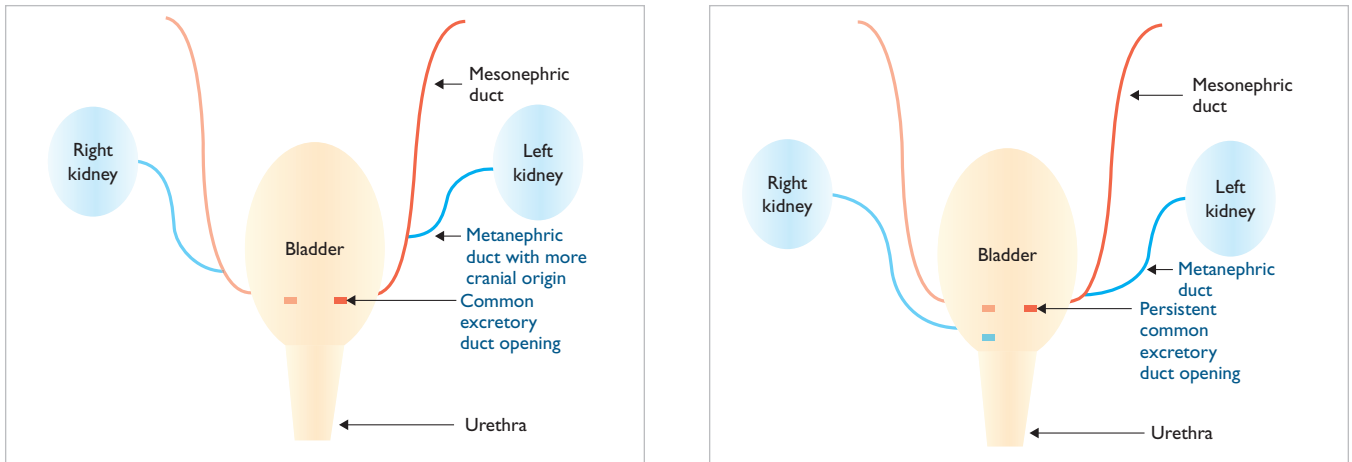 Mesonephric
duct
Right
kidney
Left
kidney
Bladder
Metanephric
duct with more
cranial origin
Common
excretory
duct opening
Urethra
Mesonephric
duct
Right
kidney
Left
kidney
Bladder
Metanephric
duct
Persistent
common
excretory
duct opening
Urethra